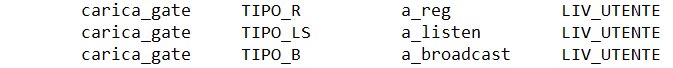 carica_gate TIPO_R a_reg LIV_UTENTE
carica_gate TIPO_LS a_listen LIV_UTENTE
carica_gate TIPO_B a_broadcast LIV_UTENTE